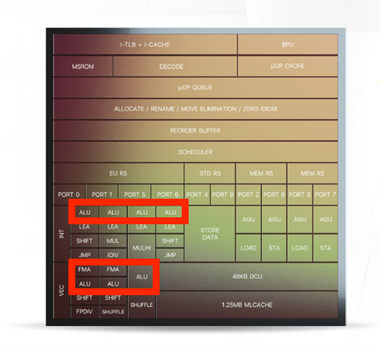 I-TLB + I-CACHE BPU
MSROM DECODE μOP CACHE
μOP QUEUE
ALLOCATE / RENAME / MOVE ELIMINATION / ZERO IDIOM
REORDER BUFFER
SCHEDULER
EU RS STD RS MEM RS MEM RS
PORT 0 PORT 1 PORT 5 PORT 6 PORT 4 PORT 9 PORT 2 PORT 8 PORT 3 PORT 7
INT ALU ALU ALU ALU STORE DATA AGU AGU AGU AGU
LEA LEA LEA LEA
SHIFT MUL MULHI SHIFT LOAD STA LOAD STA
JMP IDIV JMP
VEC FMA FMA ALU 48KB DCU
ALU ALU
SHIFT SHIFT SHUFFLE 1.25MB MLCACHE
FPDIV SHUFFLE